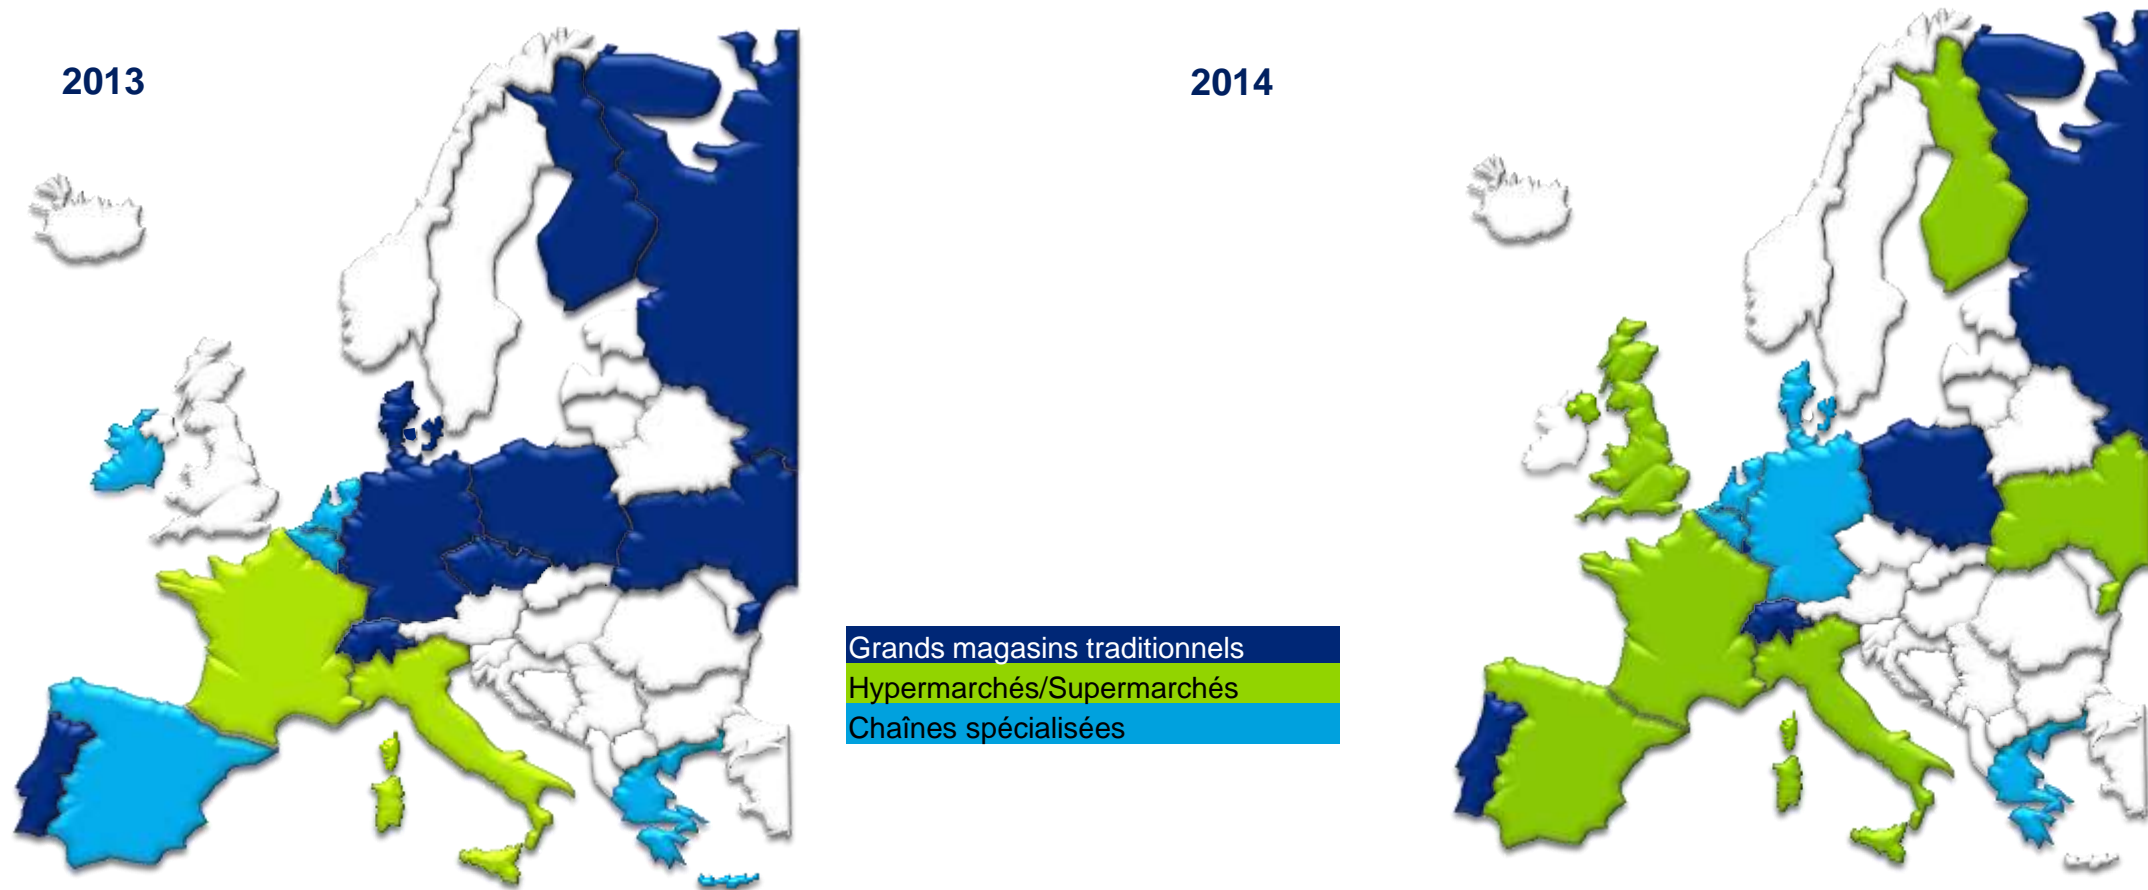 2013
2014
Grands magasins traditionnels
Hypermarchés/Supermarchés
Chaînes spécialisées